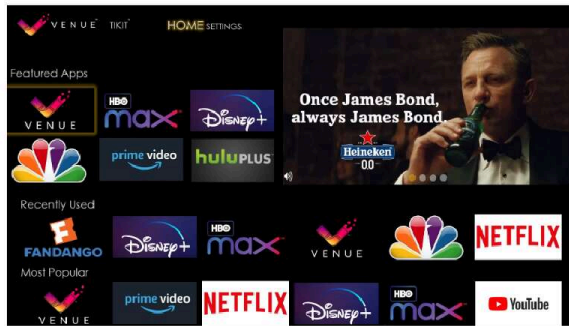 VENUE TIKIT HOME SETTINGS
Featured Apps
VENUE
HBO
max
Disney+
prime video
hulu PLUS
Once James Bond,
always James Bond.
Heineken
0.0
Recently Used
FANDANGO
Disney+
HBO
max
VENUE
NETFLIX
Most Popular
VENUE
prime video
NETFLIX
Disney+
HBO
max
YouTube